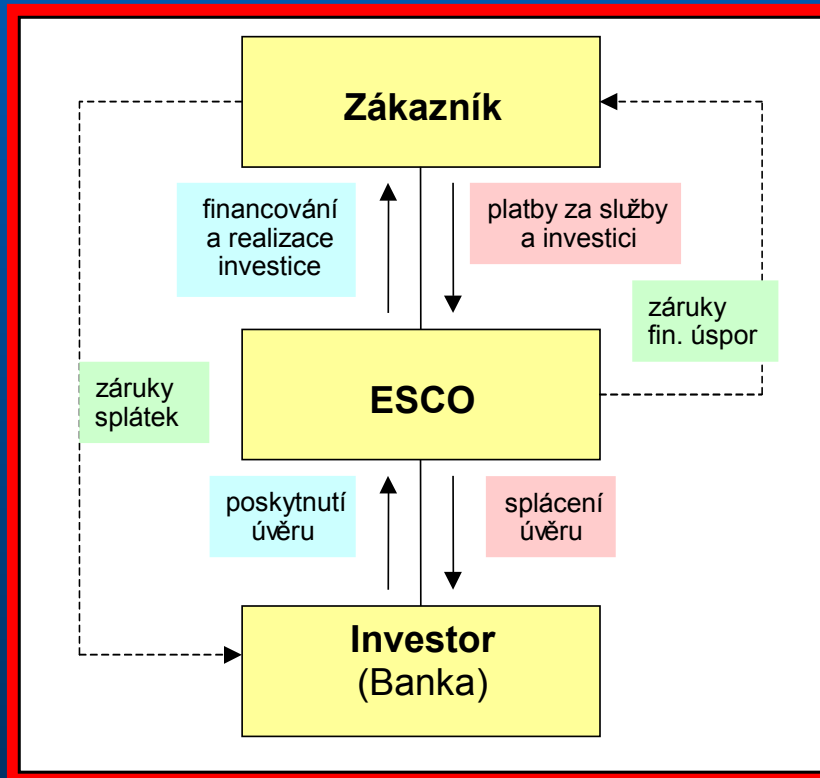 Zákazník
financování
a realizace
investice
platby za služby
a investici
záruky
fin. úspor
záruky
splátek
ESCO
poskytnutí
úvěru
splácení
úvěru
Investor
(Banka)